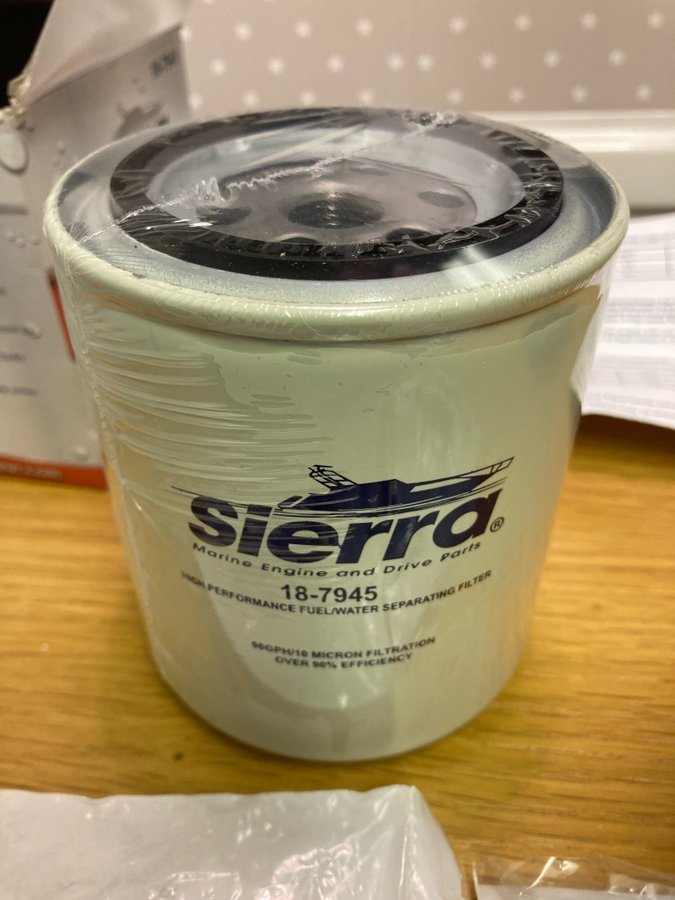 Sierra®
Marine Engine and Drive Parts
18-7945
HIGH PERFORMANCE FUEL/WATER SEPARATING FILTER
90GPH/10 MICRON FILTRATION
OVER 90% EFFICIENCY